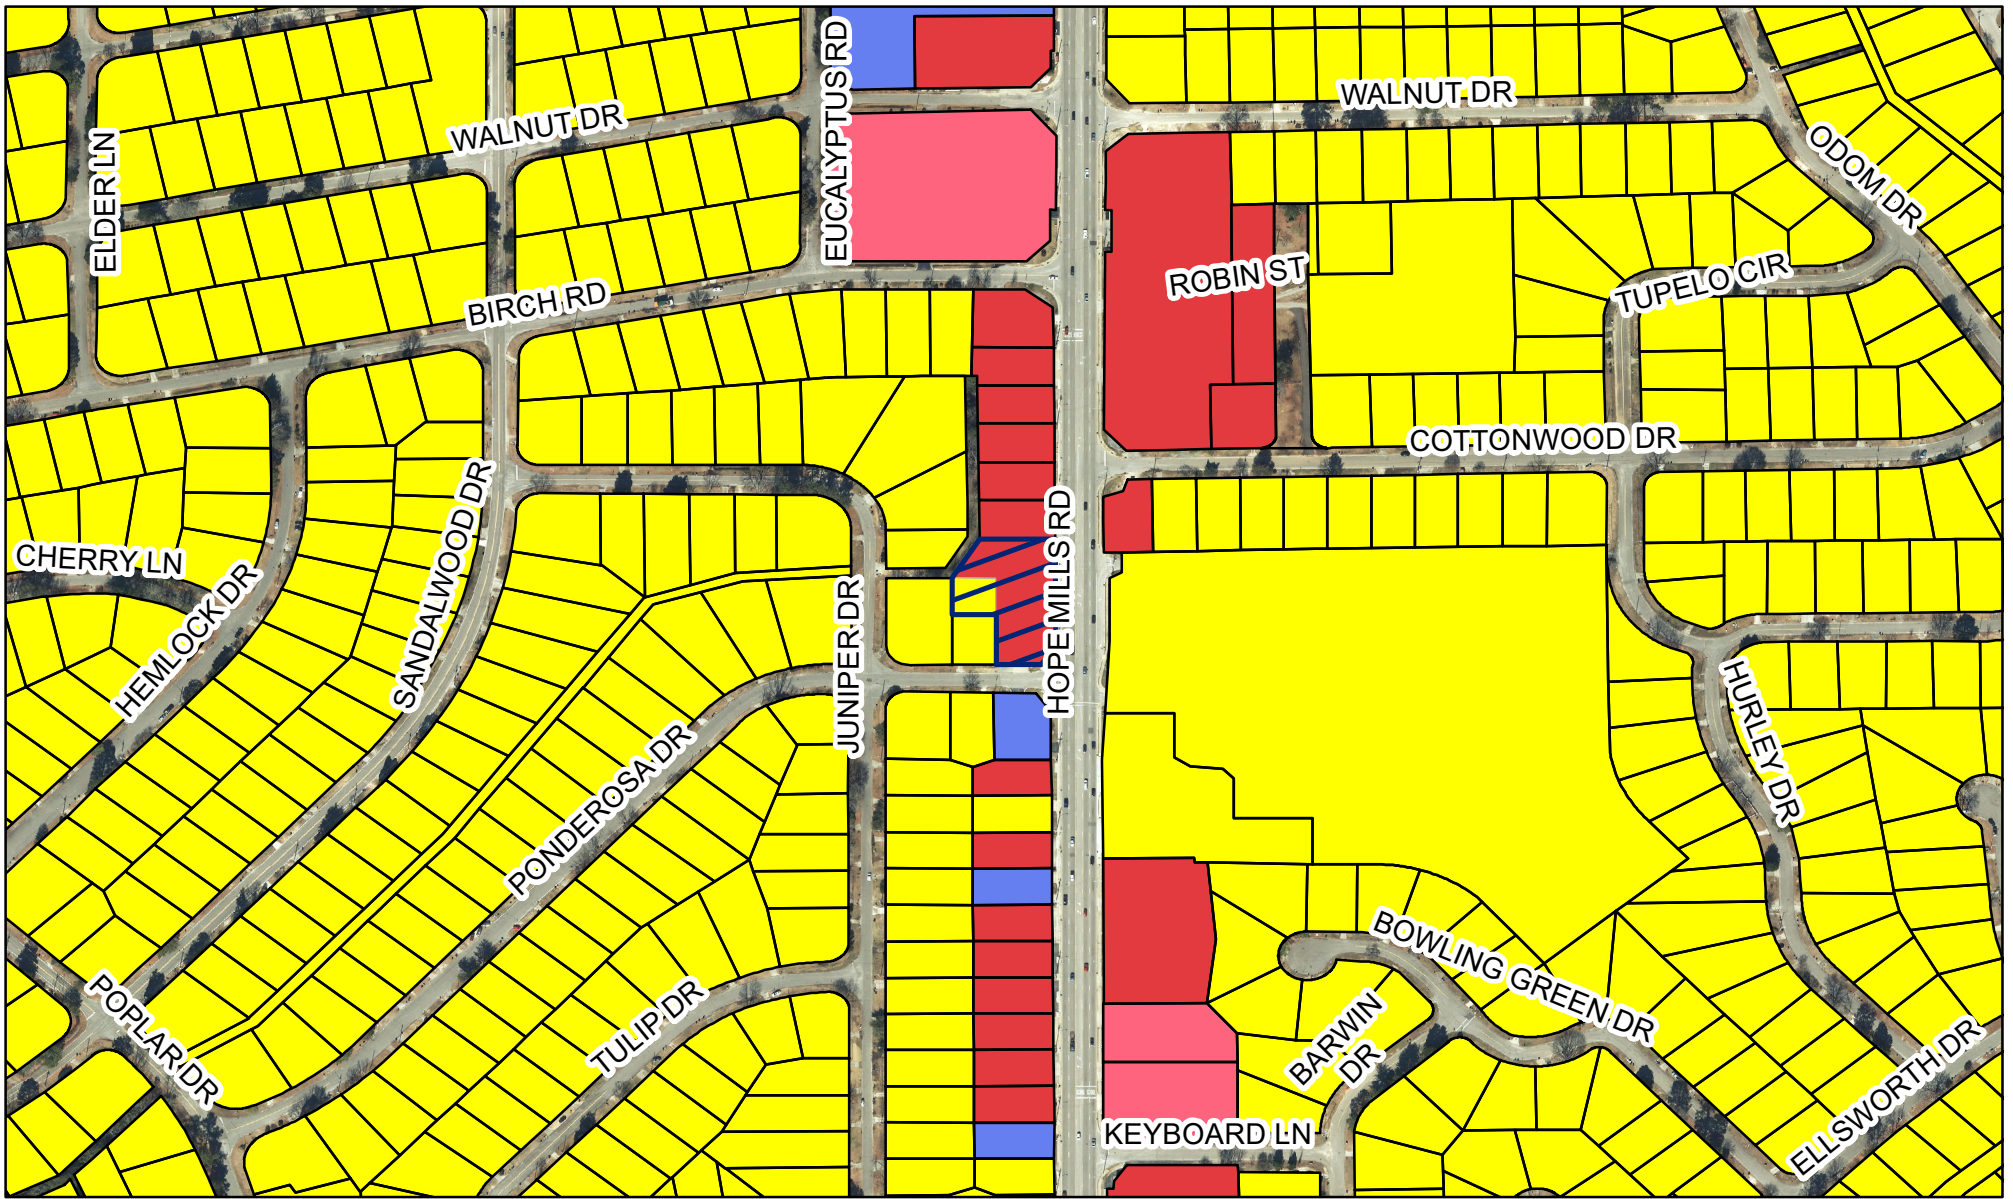 EUCALYPTUS RD
WALNUT DR
WALNUT DR
ELDER LN
ODOM DR
ROBIN ST
TUPELO CIR
BIRCH RD
COTTONWOOD DR
CHERRY LN
HEMLOCK DR
SANDALWOOD DR
HOPE MILLS RD
JUNIPER DR
HURLEY DR
PONDEROSA DR
BOWLING GREEN DR
POPLAR DR
TULIP DR
BARWIN
DR
ELLSWORTH DR
KEYBOARD LN